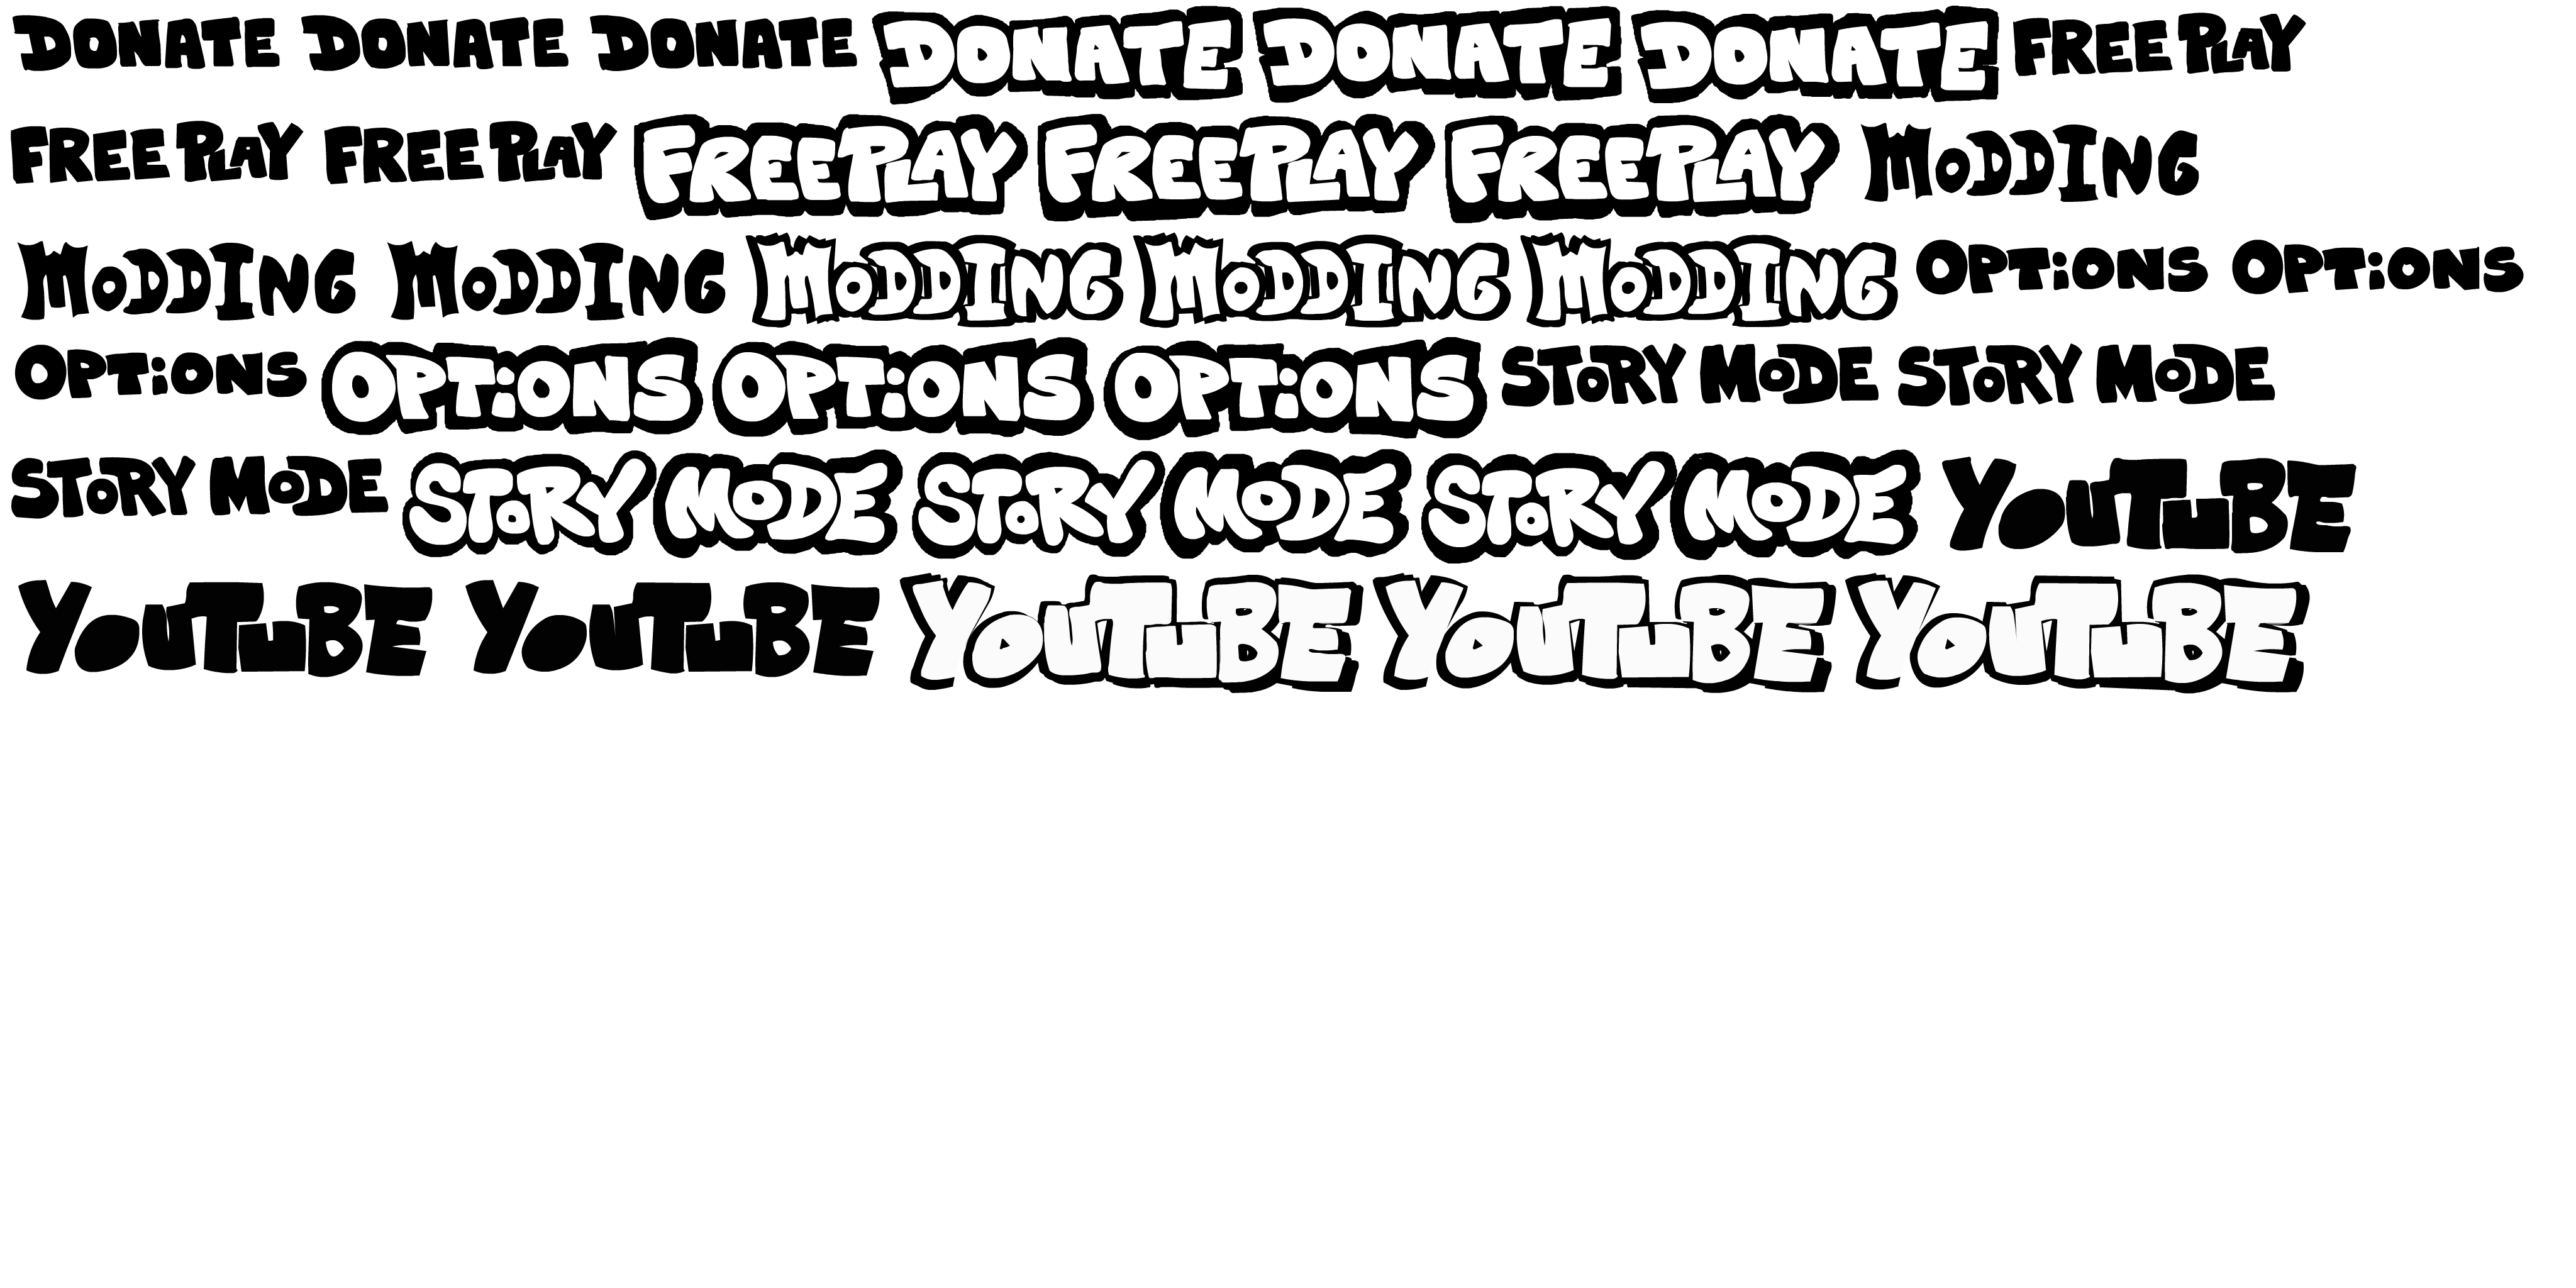 DONATE DONATE DONATE DONATE DONATE DONATE FREEPLAY
FREEPLAY FREEPLAY FREEPLAY FREEPLAY FREEPLAY MODDING
MODDING MODDING MODDING MODDING MODDING OPTiONS OPTiONS
OPTiONS OPTiONS OPTiONS OPTiONS STORY MODE STORY MODE
STORY MODE STORY MODE STORY MODE STORY MODE YOUTUBE
YOUTUBE YOUTUBE YOUTUBE YOUTUBE YOUTUBE